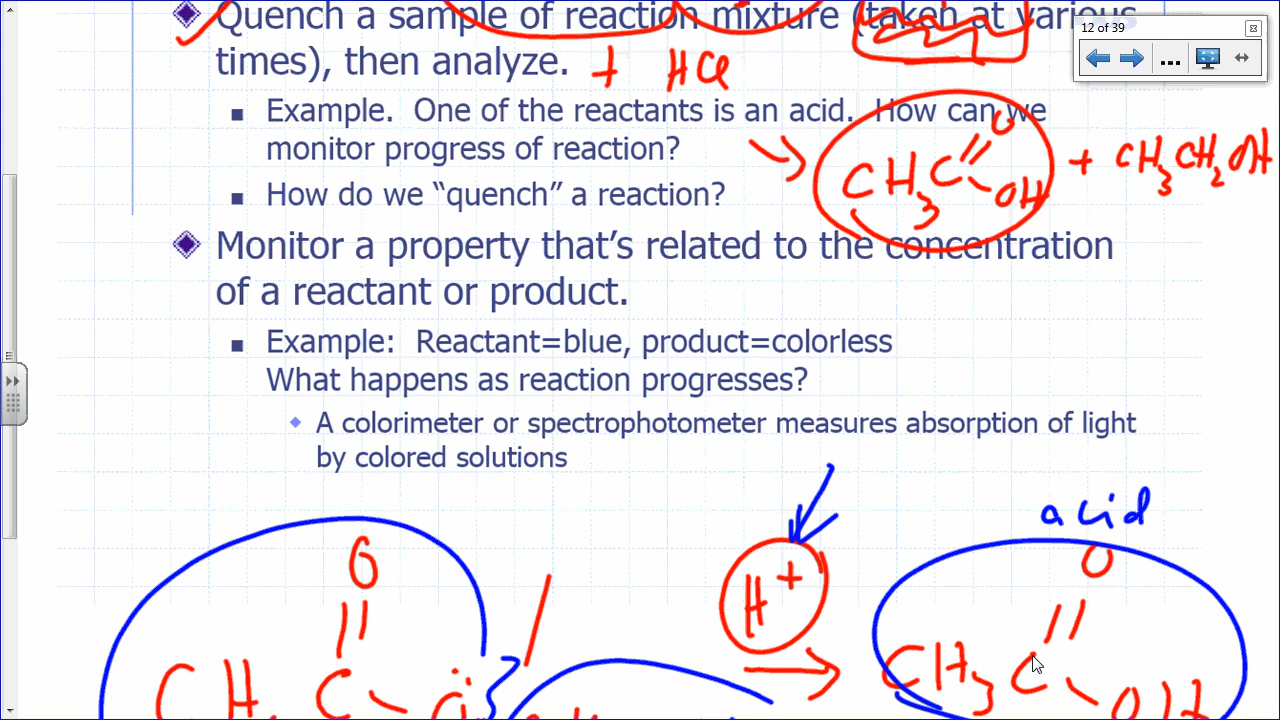 Quench a sample of reaction mixture (taken at various
12 of 39
times), then analyze. + HCl
Example. One of the reactants is an acid. How can we
monitor progress of reaction?
CH3C O OH + CH3CH2OH
How do we “quench” a reaction?
Monitor a property that’s related to the concentration
of a reactant or product.
Example: Reactant=blue, product=colorless
What happens as reaction progresses?
A colorimeter or spectrophotometer measures absorption of light
by colored solutions
acid
O H+ O
CH C CH3 C OH